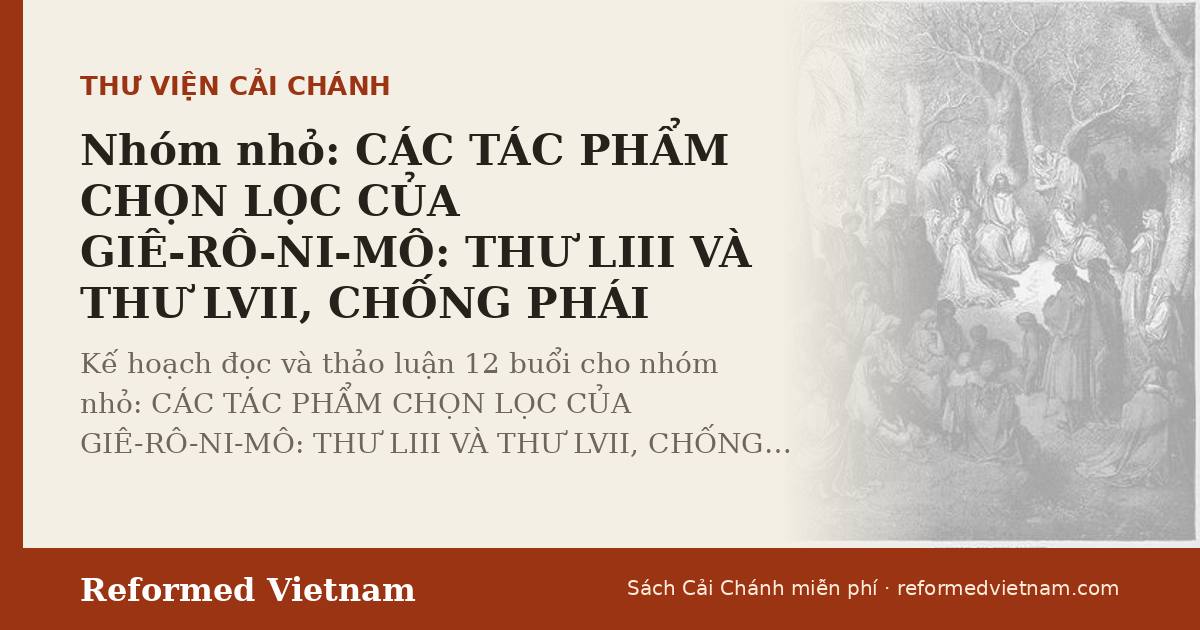 THƯ VIỆN CẢI CHÁNH
Nhóm nhỏ: CÁC TÁC PHẨM
CHỌN LỌC CỦA
GIÊ-RÔ-NI-MÔ: THƯ LIII VÀ
THƯ LVII, CHỐNG PHÁI
Kế hoạch đọc và thảo luận 12 buổi cho nhóm
nhỏ: CÁC TÁC PHẨM CHỌN LỌC CỦA
GIÊ-RÔ-NI-MÔ: THƯ LIII VÀ THƯ LVII, CHỐNG…
Reformed Vietnam
Sách Cải Chánh miễn phí · reformedvietnam.com